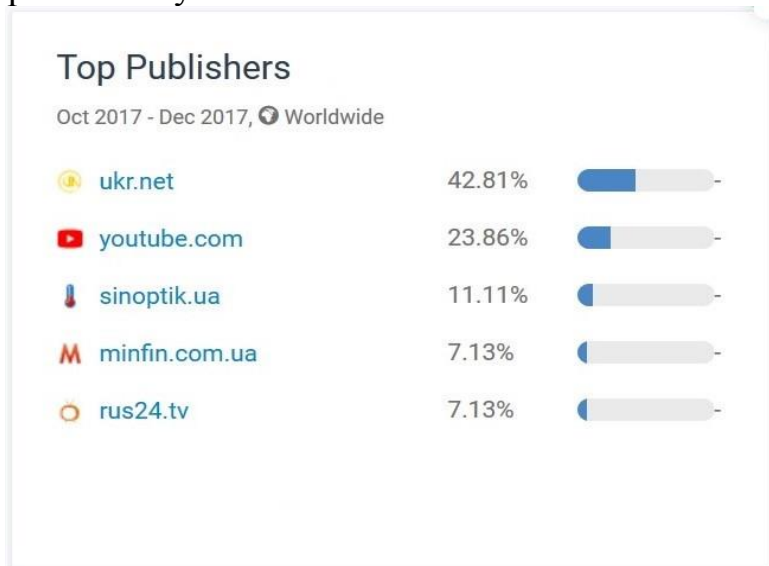 Top Publishers
Oct 2017 - Dec 2017, Worldwide
ukr.net 42.81% -
youtube.com 23.86% -
sinoptik.ua 11.11% -
minfin.com.ua 7.13% -
rus24.tv 7.13% -